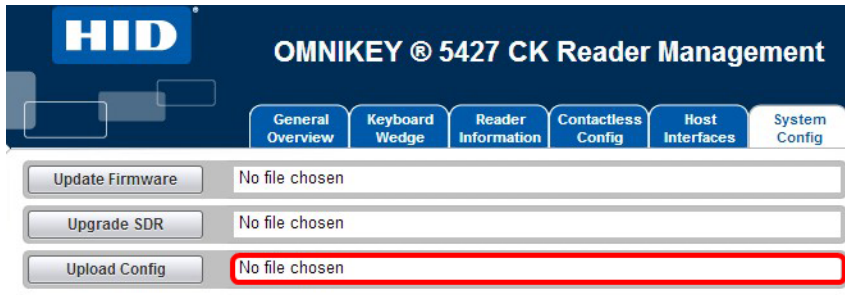 HID
OMNIKEY ® 5427 CK Reader Management
General Overview
Keyboard Wedge
Reader Information
Contactless Config
Host Interfaces
System Config
Update Firmware No file chosen
Upgrade SDR No file chosen
Upload Config No file chosen